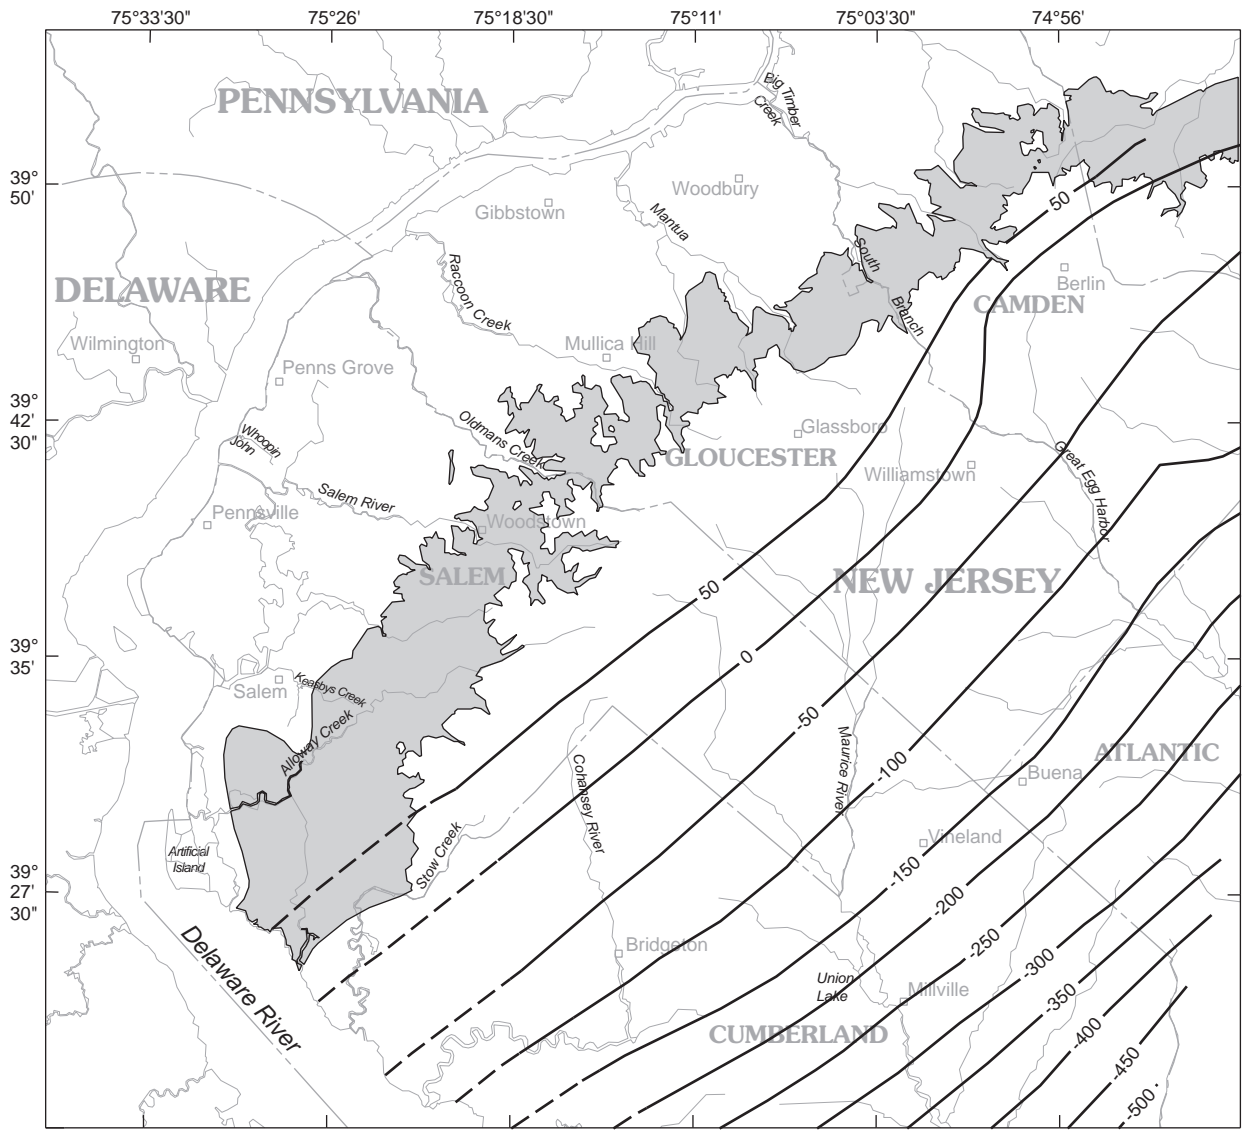 75°33'30"
75°26'
75°18'30"
75°11'
75°03'30"
74°56'
39°
50'
39°
42'
30"
39°
35'
39°
27'
30"
PENNSYLVANIA
Big Timber
Creek
Woodbury
Gibbstown
Mantua
50
South
Branch
Raccoon Creek
DELAWARE
Berlin
CAMDEN
Wilmington
Mullica Hill
Penns Grove
Oldmans Creek
Whoopin
John
Glassboro
GLOUCESTER
Williamstown
Great Egg Harbor
Salem River
Pennsville
Woodstown
SALEM
NEW JERSEY
50
0
Salem
Keasbys Creek
Alloway Creek
-50
Maurice River
-100
ATLANTIC
Buena
Cohansey River
Vineland
Stow Creek
Artificial
Island
-150
-200
Delaware River
Bridgeton
-250
-300
Union
Lake
Millville
-350
CUMBERLAND
-400
-450
-500